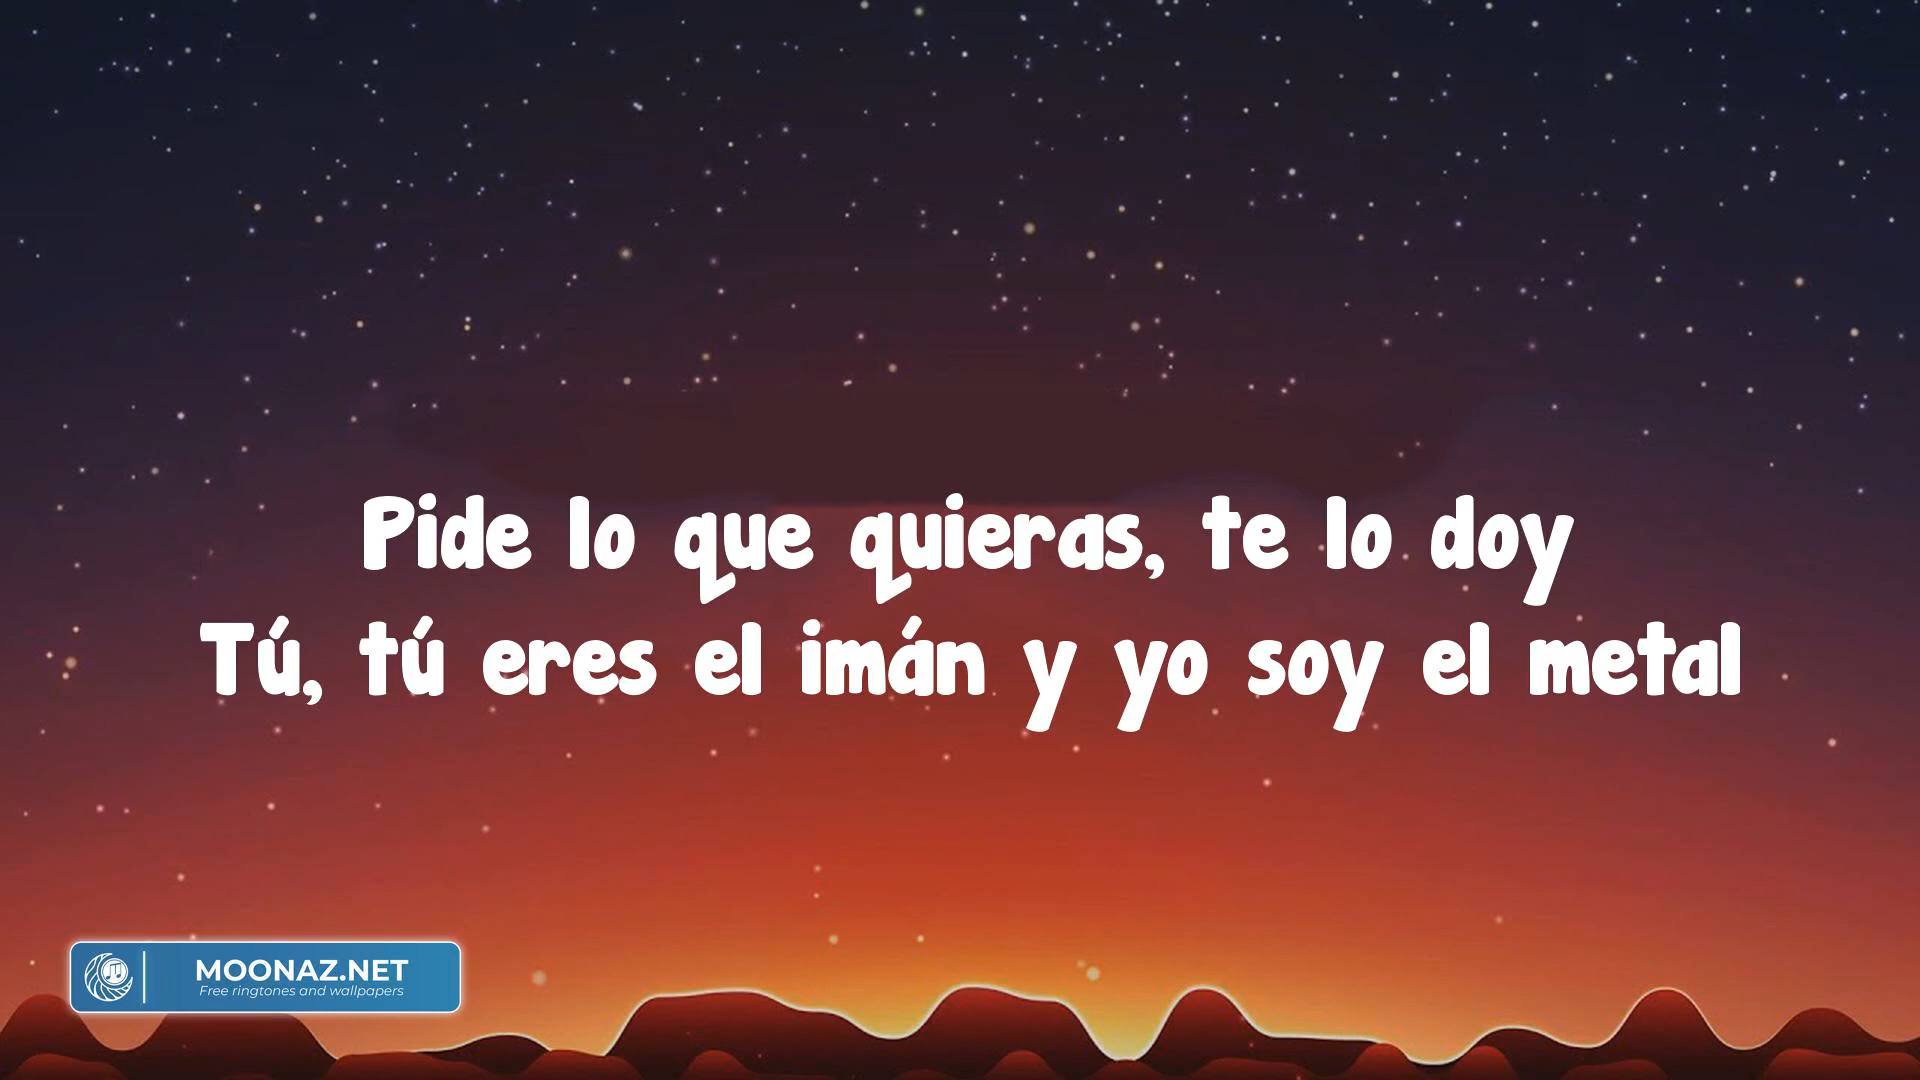 Pide lo que quieras, te lo doy
Tú, tú eres el imán y yo soy el metal
MOONAZ.NET
Free ringtones and wallpapers